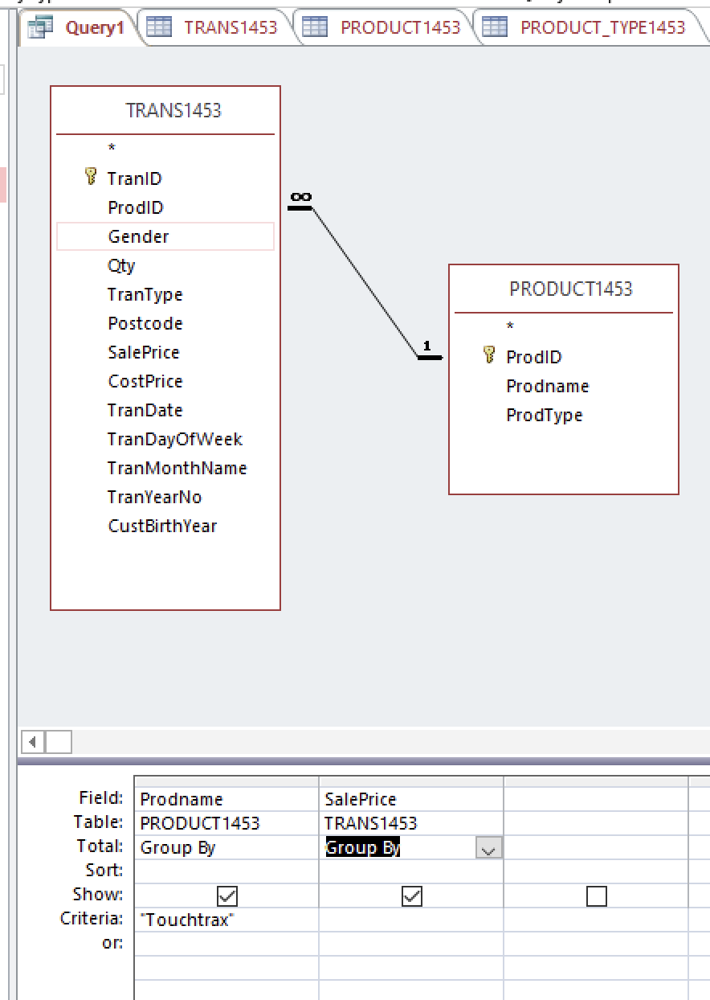 Query1 TRANS1453 PRODUCT1453 PRODUCT_TYPE1453
TRANS1453
*
TranID
ProdID
Gender
Qty
TranType
Postcode
SalePrice
CostPrice
TranDate
TranDayOfWeek
TranMonthName
TranYearNo
CustBirthYear
∞
1
PRODUCT1453
*
ProdID
Prodname
ProdType
Field: Prodname SalePrice
Table: PRODUCT1453 TRANS1453
Total: Group By Group By
Sort:
Show:
Criteria: "Touchtrax"
or: